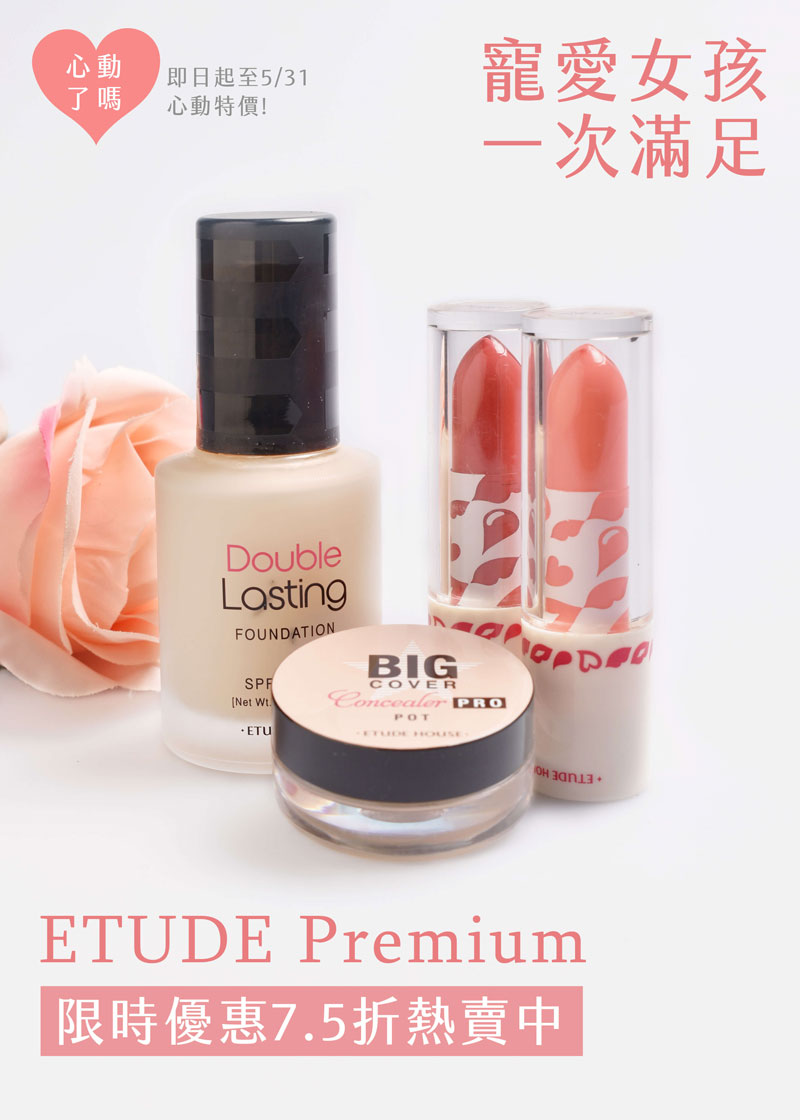 心動
了嗎
即日起至5/31
心動特價!
寵愛女孩
一次滿足
Double
Lasting
FOUNDATION
SPF
[Net Wt.
BIG
COVER
Concealer PRO
POT
· ETUDE HOUSE ·
ETUDE
ETUDE Premium
限時優惠7.5折熱賣中